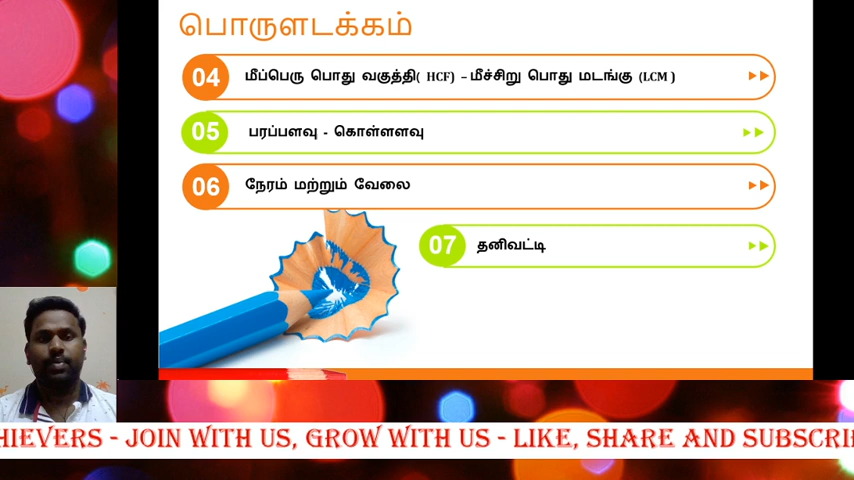 பொருளடக்கம்
04 மீப்பெரு பொது வகுத்தி( HCF) – மீச்சிறு பொது மடங்கு (LCM )
05 பரப்பளவு - கொள்ளளவு
06 நேரம் மற்றும் வேலை
07 தனிவட்டி
HIEVERS - JOIN WITH US, GROW WITH US - LIKE, SHARE AND SUBSCRI